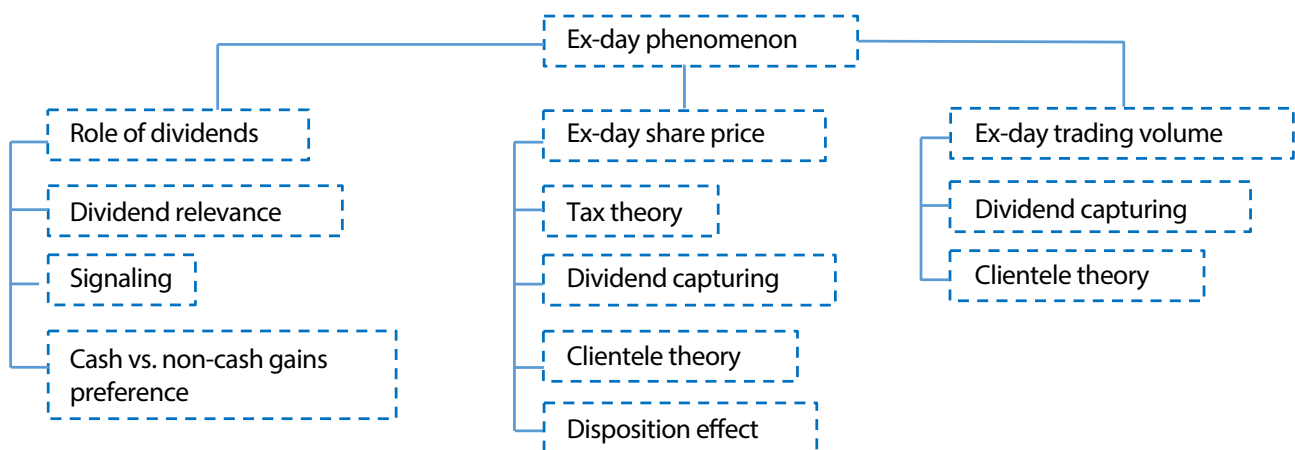 Ex-day phenomenon
Role of dividends
Dividend relevance
Signaling
Cash vs. non-cash gains
preference
Ex-day share price
Tax theory
Dividend capturing
Clientele theory
Disposition effect
Ex-day trading volume
Dividend capturing
Clientele theory